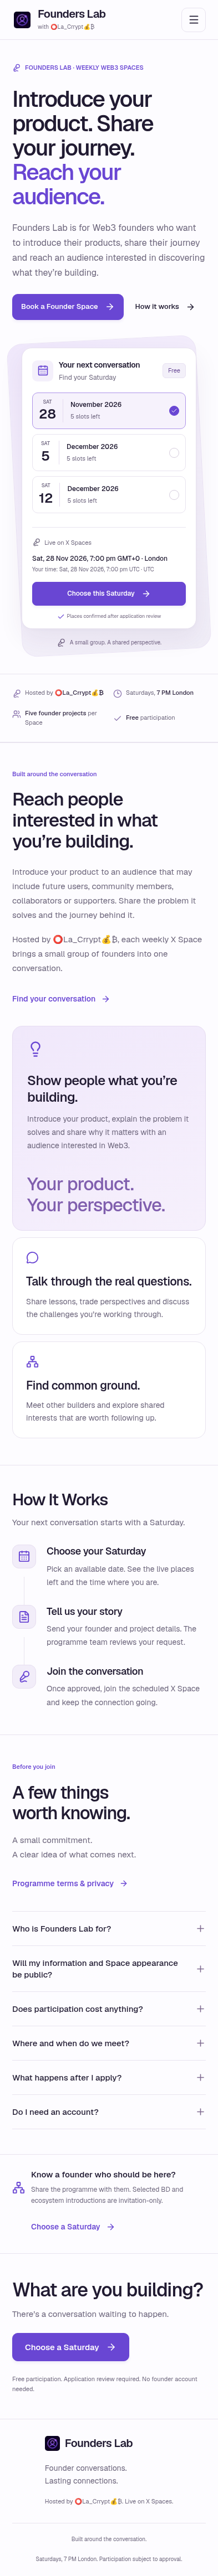 Founders Lab
with ⭕La_Crrypt💰₿
FOUNDERS LAB · WEEKLY WEB3 SPACES
Introduce your
product. Share
your journey.
Reach your
audience.
Founders Lab is for Web3 founders who want
to introduce their products, share their journey
and reach an audience interested in discovering
what they're building.
Book a Founder Space →
How it works →
Your next conversation
Find your Saturday
Free
SAT
28
November 2026
5 slots left
SAT
5
December 2026
5 slots left
SAT
12
December 2026
5 slots left
Live on X Spaces
Sat, 28 Nov 2026, 7:00 pm GMT+0 · London
Your time: Sat, 28 Nov 2026, 7:00 pm UTC · UTC
Choose this Saturday →
Places confirmed after application review
A small group. A shared perspective.
Hosted by ⭕La_Crrypt💰₿
Saturdays, 7 PM London
Five founder projects per
Space
Free participation
Built around the conversation
Reach people
interested in what
you're building.
Introduce your product to an audience that may
include future users, community members,
collaborators or supporters. Share the problem it
solves and the journey behind it.
Hosted by ⭕La_Crrypt💰₿, each weekly X Space
brings a small group of founders into one
conversation.
Find your conversation →
Show people what you're
building.
Introduce your product, explain the problem it
solves and share why it matters with an
audience interested in Web3.
Your product.
Your perspective.
Talk through the real questions.
Share lessons, trade perspectives and discuss
the challenges you're working through.
Find common ground.
Meet other builders and explore shared
interests that are worth following up.
How It Works
Your next conversation starts with a Saturday.
Choose your Saturday
Pick an available date. See the live places
left and the time where you are.
Tell us your story
Send your founder and project details. The
programme team reviews your request.
Join the conversation
Once approved, join the scheduled X Space
and keep the connection going.
Before you join
A few things
worth knowing.
A small commitment.
A clear idea of what comes next.
Programme terms & privacy →
Who is Founders Lab for?
Will my information and Space appearance
be public?
Does participation cost anything?
Where and when do we meet?
What happens after I apply?
Do I need an account?
Know a founder who should be here?
Share the programme with them. Selected BD and
ecosystem introductions are invitation-only.
Choose a Saturday →
What are you building?
There's a conversation waiting to happen.
Choose a Saturday →
Free participation. Application review required. No founder account
needed.
Founders Lab
Founder conversations.
Lasting connections.
Hosted by ⭕La_Crrypt💰₿. Live on X Spaces.
Built around the conversation.
Saturdays, 7 PM London. Participation subject to approval.